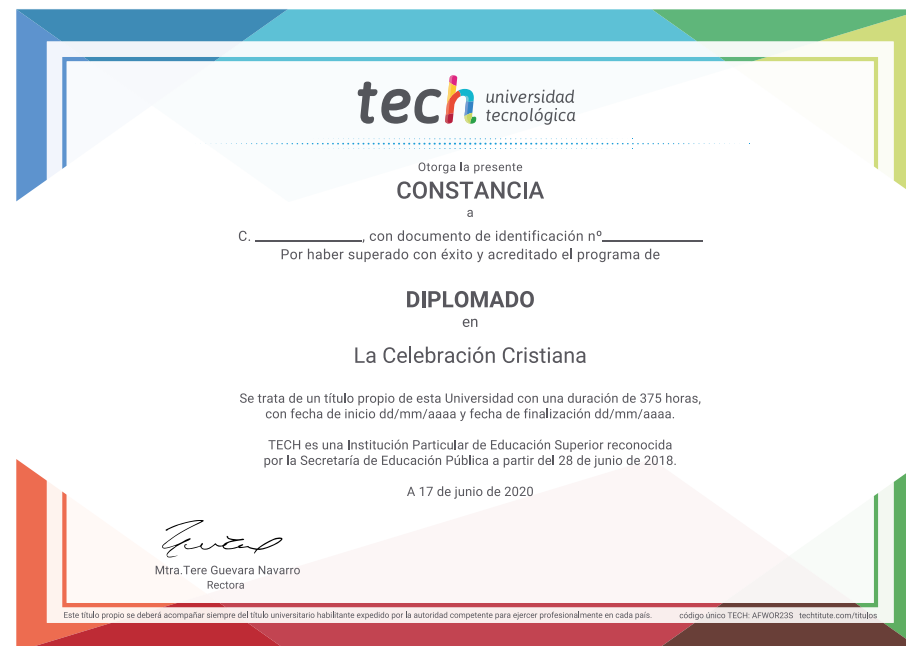 tech universidad
tecnológica
Otorga la presente
CONSTANCIA
a
C. ____________, con documento de identificación nº____________
Por haber superado con éxito y acreditado el programa de
DIPLOMADO
en
La Celebración Cristiana
Se trata de un título propio de esta Universidad con una duración de 375 horas,
con fecha de inicio dd/mm/aaaa y fecha de finalización dd/mm/aaaa.
TECH es una Institución Particular de Educación Superior reconocida
por la Secretaría de Educación Pública a partir del 28 de junio de 2018.
A 17 de junio de 2020
Mtra.Tere Guevara Navarro
Rectora
Este título propio se deberá acompañar siempre del título universitario habilitante expedido por la autoridad competente para ejercer profesionalmente en cada país. código único TECH: AFWOR23S techtitute.com/titulos